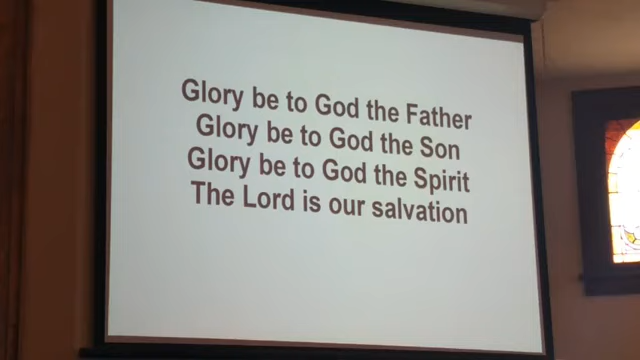 Glory be to God the Father
Glory be to God the Son
Glory be to God the Spirit
The Lord is our salvation